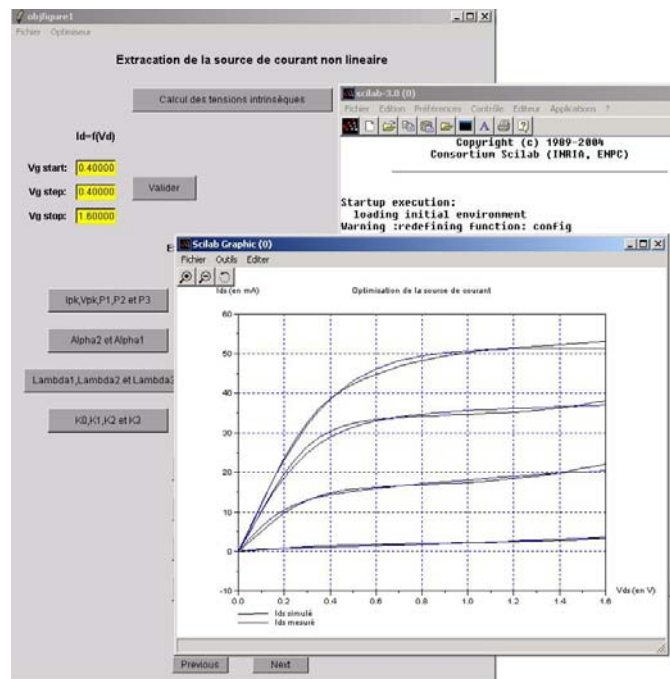 objfigure1
Fichier Optimiseur
Extracation de la source de courant non lineaire
Calcul des tensions intrinsèques
Id=f(Vd)
Vg start: 0.40000
Vg step: 0.40000
Valider
Vg stop: 1.60000
Ipk,Vpk,P1,P2 et P3
Alpha2 et Alpha1
Lambda1,Lambda2 et Lambda3
K0,K1,K2 et K3
Previous
Next
scilab-3.0 (0)
Fichier Edition Préférences Contrôle Editeur Applications ?
Copyright (c) 1989-2004
Consortium Scilab (INRIA, ENPC)
Startup execution:
loading initial environment
Warning :redefining function: config
Scilab Graphic (0)
Fichier Outils Editer
Ids (en mA)
Optimisation de la source de courant
60
50
40
30
20
10
0
-10
0.0 0.2 0.4 0.6 0.8 1.0 1.2 1.4 1.6
Vds (en V)
Ids simulé
Ids mesuré